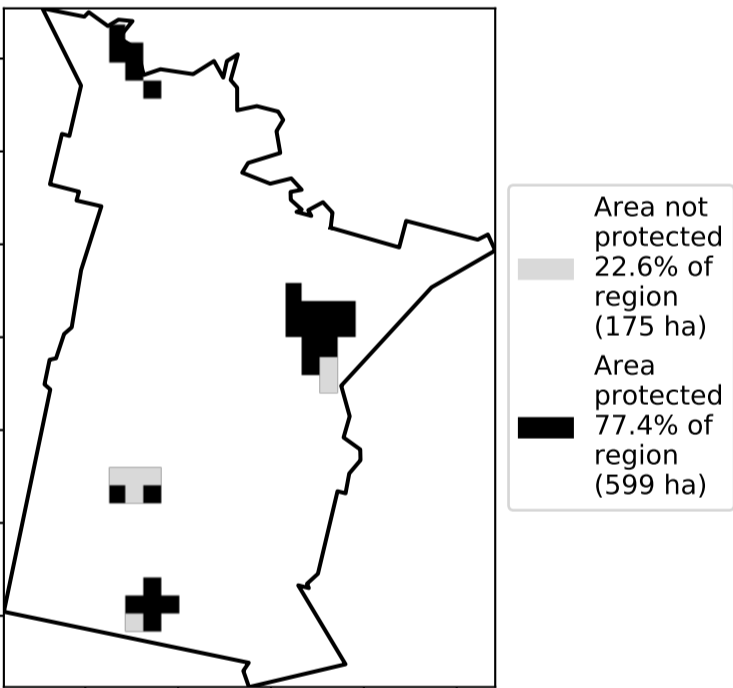 Area not
protected
22.6% of
region
(175 ha)
Area
protected
77.4% of
region
(599 ha)